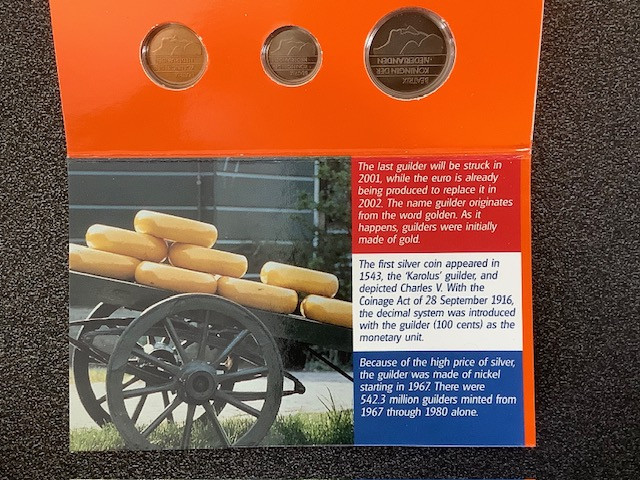 BEATRIX
KONINGIN DER
NEDERLANDEN
The last guilder will be struck in
2001, while the euro is already
being produced to replace it in
2002. The name guilder originates
from the word golden. As it
happens, guilders were initially
made of gold.
The first silver coin appeared in
1543, the 'Karolus' guilder, and
depicted Charles V. With the
Coinage Act of 28 September 1916,
the decimal system was introduced
with the guilder (100 cents) as the
monetary unit.
Because of the high price of silver,
the guilder was made of nickel
starting in 1967. There were
542.3 million guilders minted from
1967 through 1980 alone.